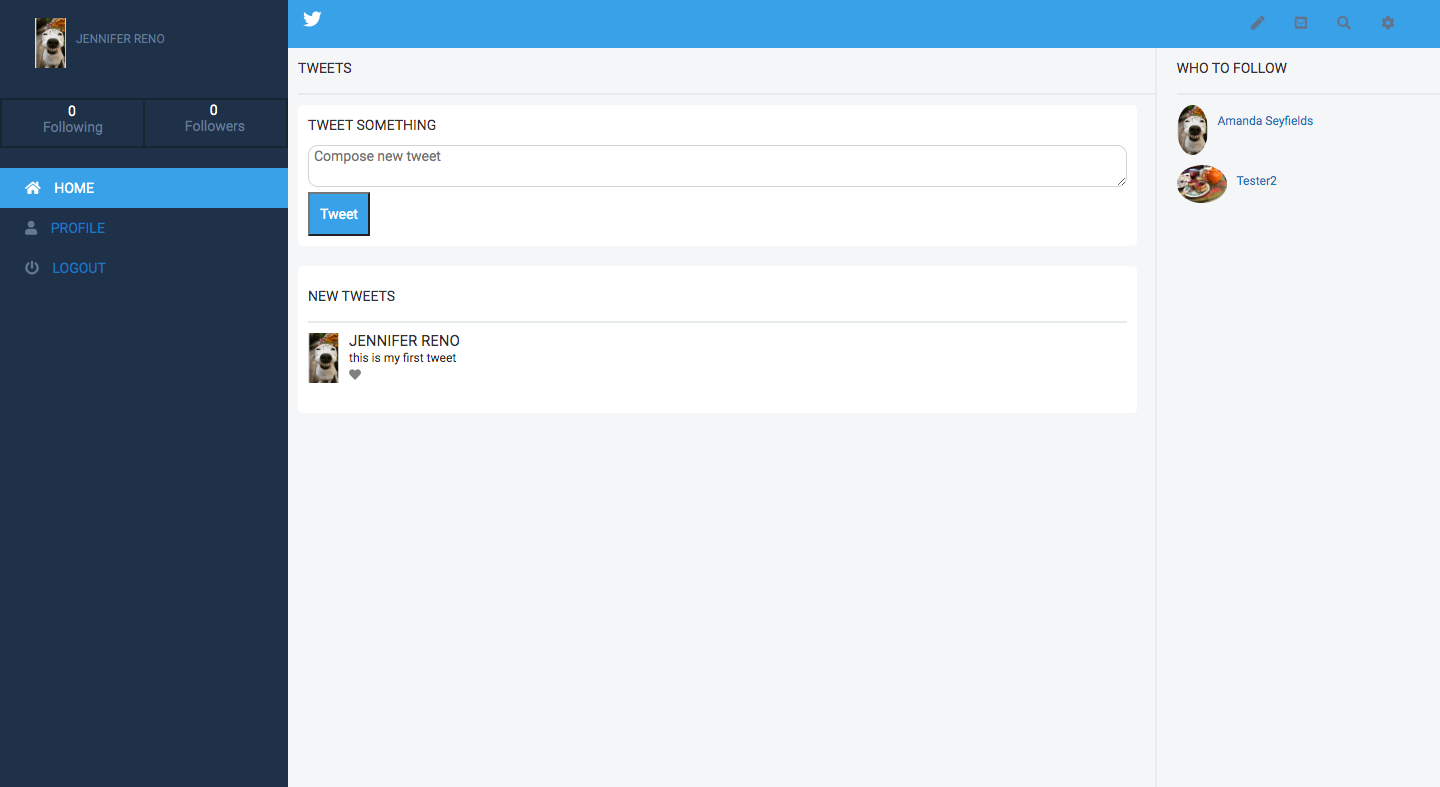 JENNIFER RENO
0
Following
0
Followers
HOME
PROFILE
LOGOUT
TWEETS
TWEET SOMETHING
Compose new tweet
Tweet
NEW TWEETS
JENNIFER RENO
this is my first tweet
WHO TO FOLLOW
Amanda Seyfields
Tester2